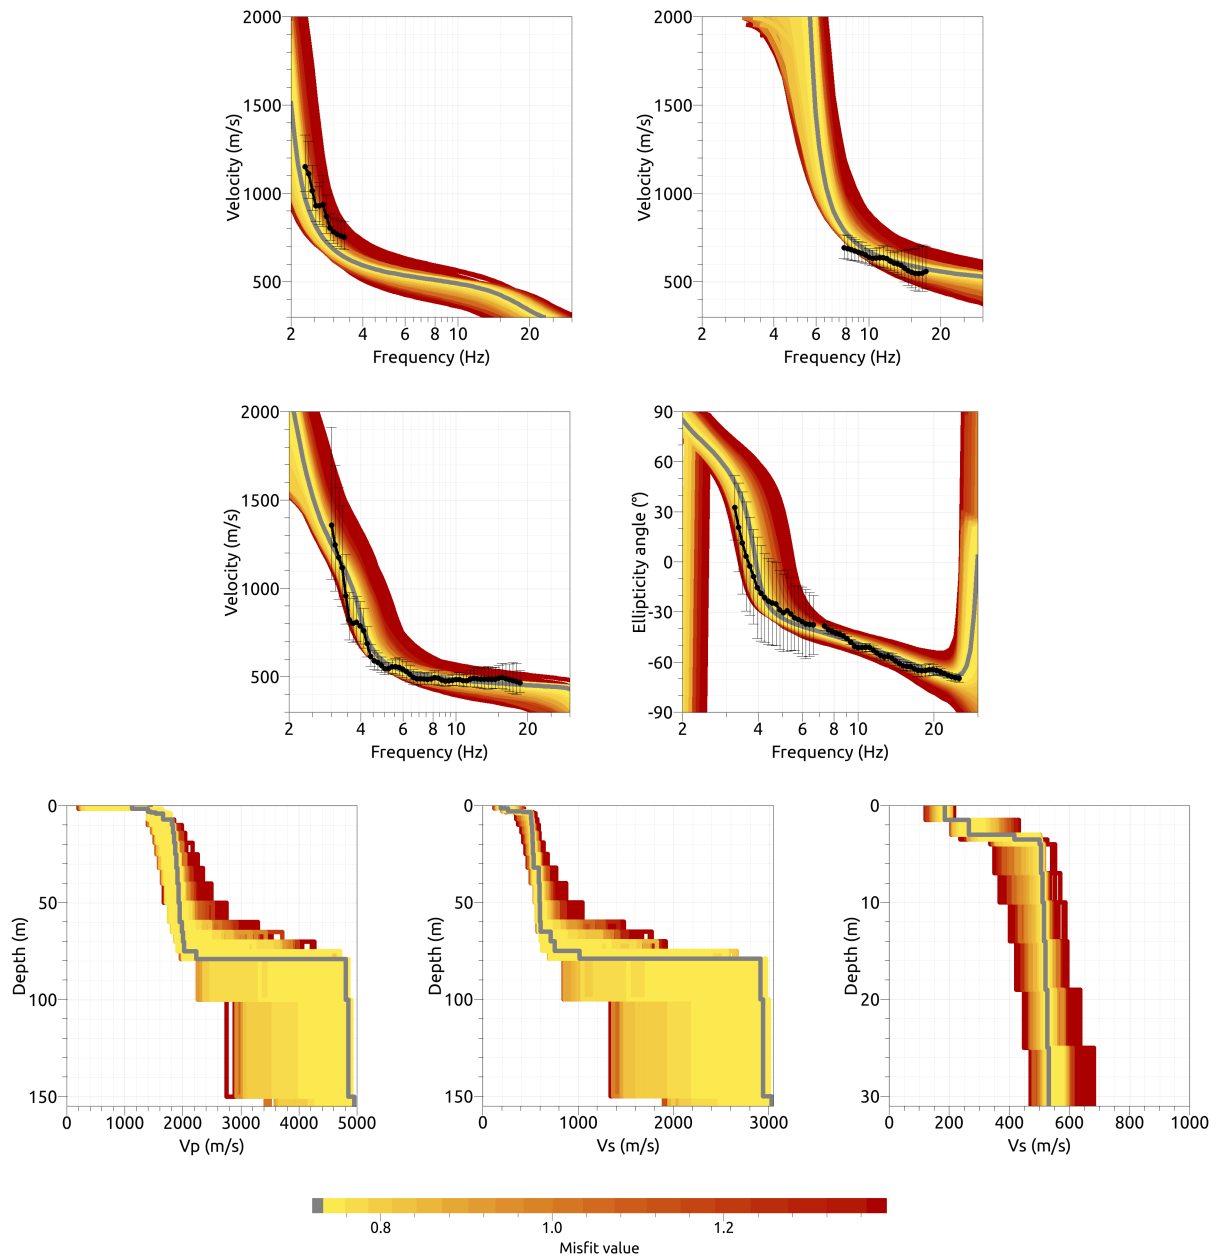 2000
1500
1000
500
Velocity (m/s)
2 4 6 8 10 20
Frequency (Hz)
2000
1500
1000
500
Velocity (m/s)
2 4 6 8 10 20
Frequency (Hz)
2000
1500
1000
500
Velocity (m/s)
2 4 6 8 10 20
Frequency (Hz)
90
60
30
0
-30
-60
-90
Ellipticity angle (°)
2 4 6 8 10 20
Frequency (Hz)
0
50
100
150
Depth (m)
0 1000 2000 3000 4000 5000
Vp (m/s)
0
50
100
150
Depth (m)
0 1000 2000 3000
Vs (m/s)
0
10
20
30
Depth (m)
0 200 400 600 800 1000
Vs (m/s)
0.8 1.0 1.2
Misfit value